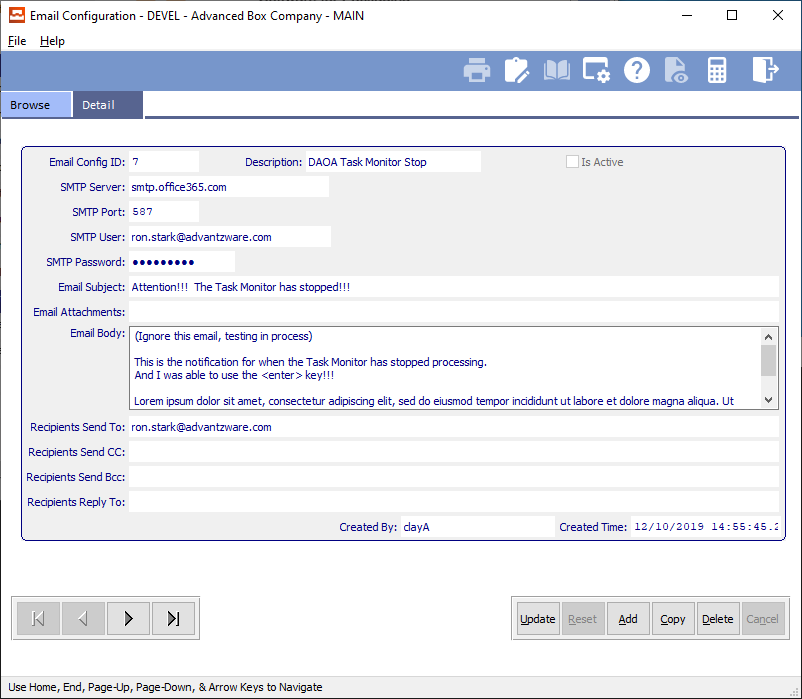 Email Configuration - DEVEL - Advanced Box Company - MAIN
File Help
Browse Detail
Email Config ID: 7 Description: DAOA Task Monitor Stop Is Active
SMTP Server: smtp.office365.com
SMTP Port: 587
SMTP User: ron.stark@advantzware.com
SMTP Password: ●●●●●●●●●
Email Subject: Attention!!!  The Task Monitor has stopped!!!
Email Attachments:
Email Body: (Ignore this email, testing in process)
This is the notification for when the Task Monitor has stopped processing.
And I was able to use the <enter> key!!!
Lorem ipsum dolor sit amet, consectetur adipiscing elit, sed do eiusmod tempor incididunt ut labore et dolore magna aliqua. Ut
Recipients Send To: ron.stark@advantzware.com
Recipients Send CC:
Recipients Send Bcc:
Recipients Reply To:
Created By: clayA Created Time: 12/10/2019 14:55:45.2
Update Reset Add Copy Delete Cancel
Use Home, End, Page-Up, Page-Down, & Arrow Keys to Navigate